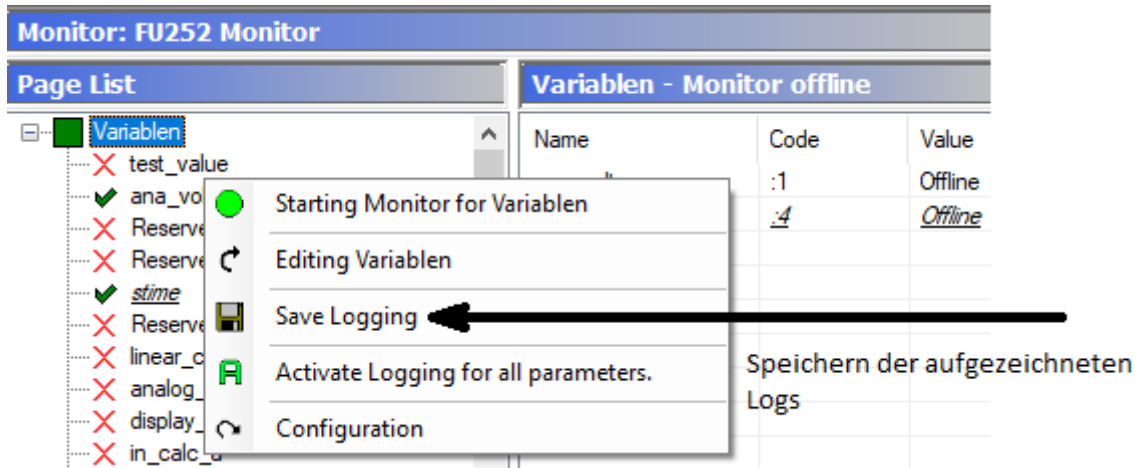 Monitor: FU252 Monitor
Page List
Variablen - Monitor offline
Variablen
Name Code Value
test_value
:1 Offline
ana_vo
Starting Monitor for Variablen
:4 Offline
Reserve
Reserve
Editing Variablen
stime
Reserve
Save Logging
linear_c
Speichern der aufgezeichneten
Logs
analog_
Activate Logging for all parameters.
display_
Configuration
in_calc_